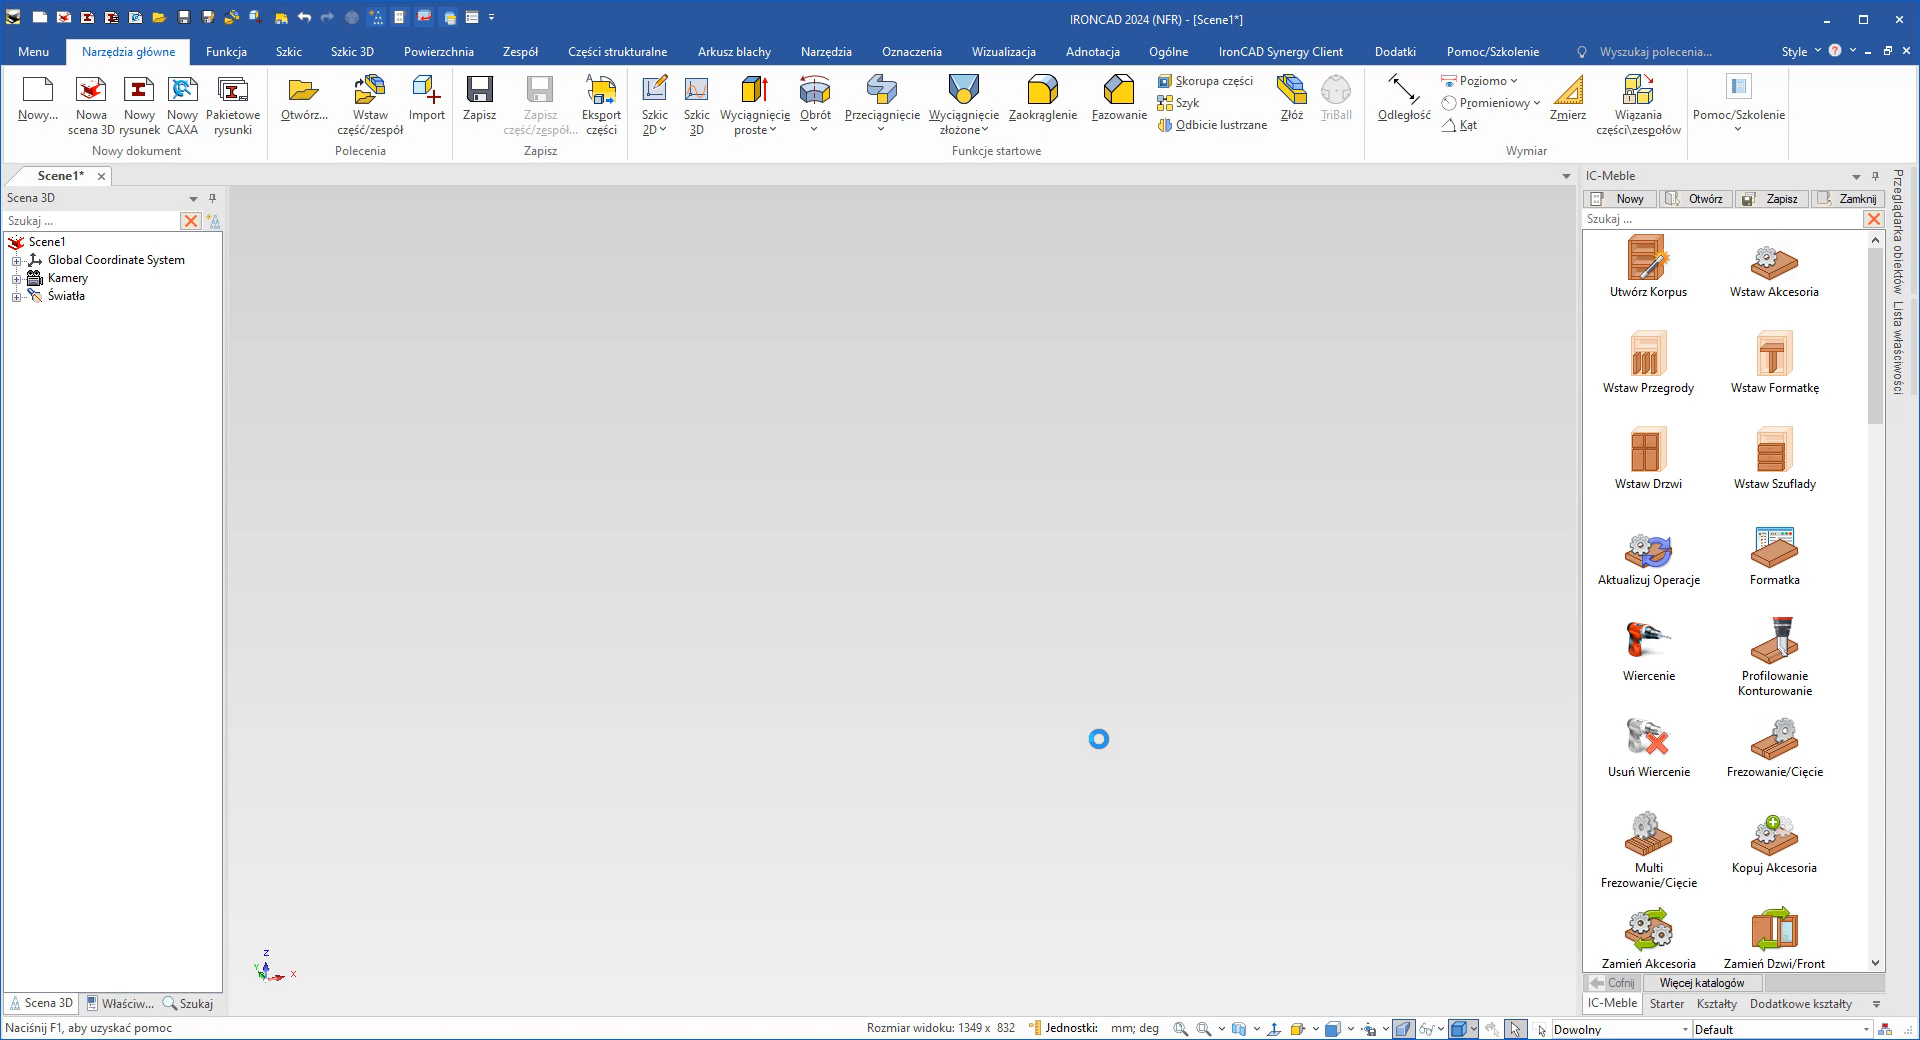 IRONCAD 2024 (NFR) - [Scene1*]
Menu
Narzędzia główne
Funkcja
Szkic
Szkic 3D
Powierzchnia
Zespół
Części strukturalne
Arkusz blachy
Narzędzia
Oznaczenia
Wizualizacja
Adnotacja
Ogólne
IronCAD Synergy Client
Dodatki
Pomoc/Szkolenie
Wyszukaj polecenia...
Style
Nowy...
Nowa
scena 3D
Nowy
rysunek
Nowy
CAXA
Pakietowe
rysunki
Nowy dokument
Otwórz...
Wstaw
część/zespół
Import
Polecenia
Zapisz
Zapisz
część/zespół...
Eksport
części
Zapisz
Szkic
2D
Szkic
3D
Wyciągnięcie
proste
Obrót
Przeciągnięcie
Wyciągnięcie
złożone
Zaokrąglenie
Fazowanie
Skorupa części
Szyk
Odbicie lustrzane
Złóż
TriBall
Funkcje startowe
Odległość
Poziomo
Promieniowy
Kąt
Zmierz
Wiązania
części\zespołów
Wymiar
Pomoc/Szkolenie
Scene1*
Scena 3D
Szukaj ...
Scene1
Global Coordinate System
Kamery
Światła
Z
Y
X
IC-Meble
Nowy
Otwórz
Zapisz
Zamknij
Szukaj ...
Utwórz Korpus
Wstaw Akcesoria
Wstaw Przegrody
Wstaw Formatkę
Wstaw Drzwi
Wstaw Szuflady
Aktualizuj Operacje
Formatka
Wiercenie
Profilowanie
Konturowanie
Usuń Wiercenie
Frezowanie/Cięcie
Multi
Frezowanie/Cięcie
Kopuj Akcesoria
Zamień Akcesoria
Zamień Dzwi/Front
Cofnij
Więcej katalogów
IC-Meble
Starter
Kształty
Dodatkowe kształty
Przeglądarka obiektów
Lista właściwości
Scena 3D
Właściw...
Szukaj
Naciśnij F1, aby uzyskać pomoc
Rozmiar widoku: 1349 x 832
Jednostki:
mm; deg
Dowolny
Default